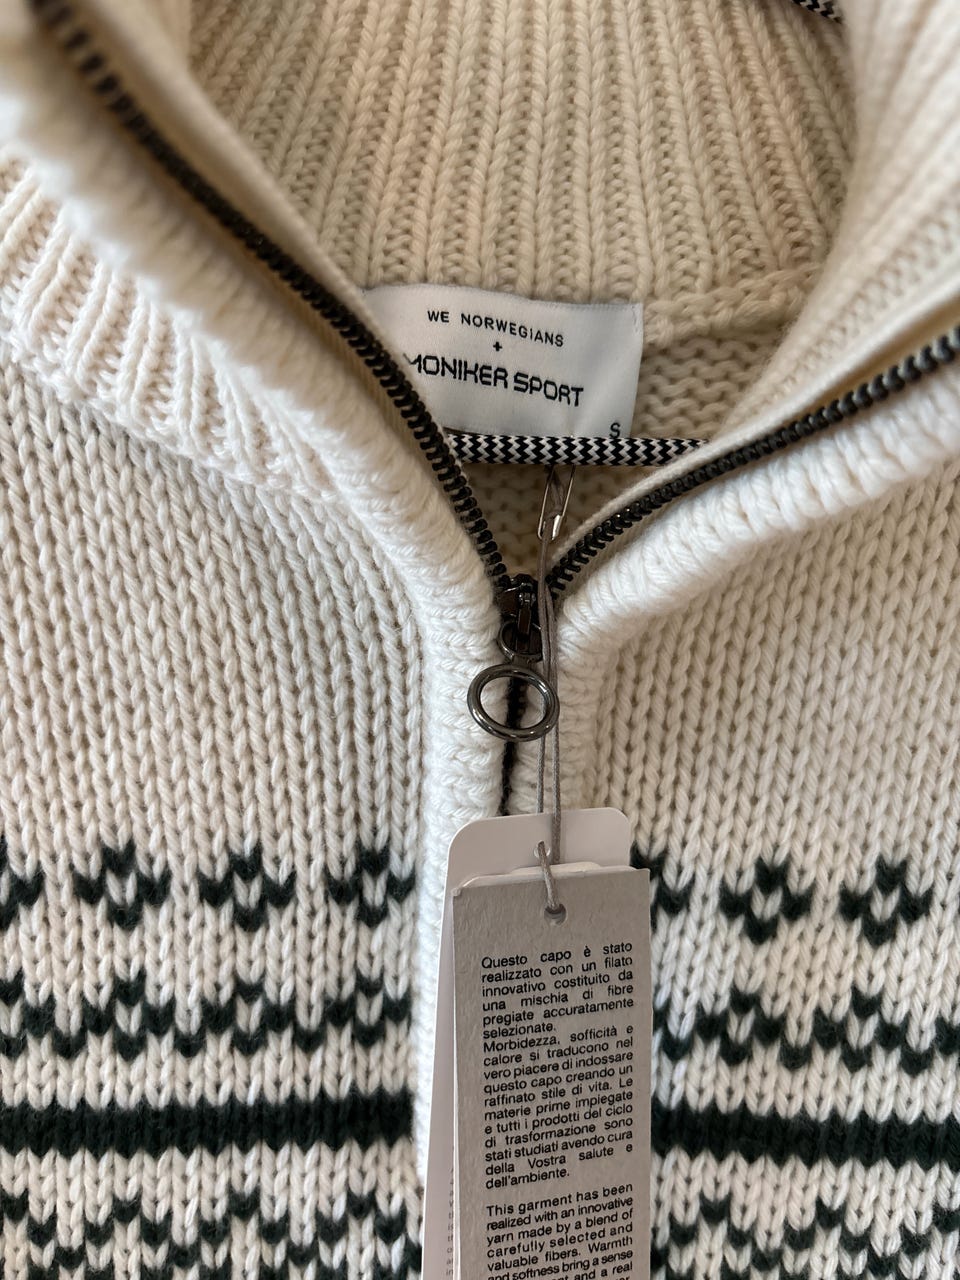 WE NORWEGIANS
+
MONIKER SPORT
S
Questo capo è stato
realizzato con un filato
innovativo costituito da
una mischia di fibre
pregiate accuratamente
selezionate.
Morbidezza, sofficità e
calore si traducono nel
vero piacere di indossare
questo capo creando un
raffinato stile di vita. Le
materie prime impiegate
e tutti i prodotti del ciclo
di trasformazione sono
stati studiati avendo cura
della Vostra salute e
dell'ambiente.
This garment has been
realized with an innovative
yarn made by a blend of
carefully selected and
valuable fibers. Warmth
and softness bring a sense
and a real